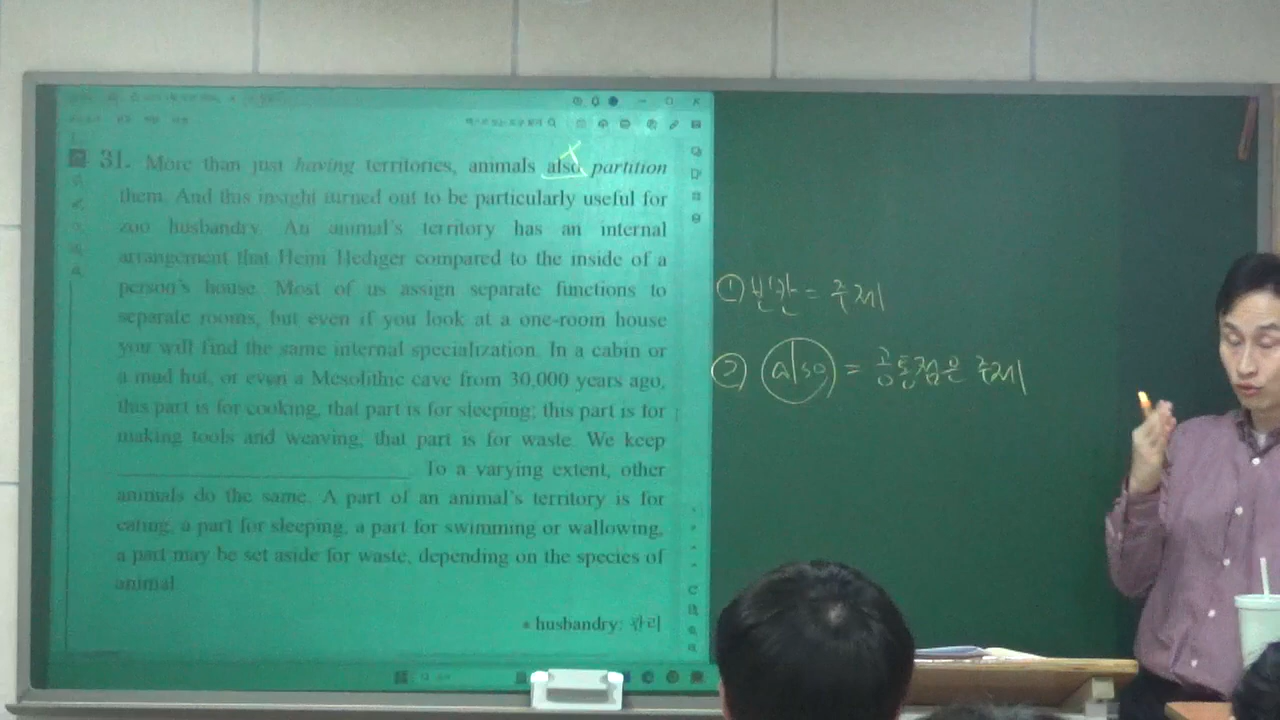 31. More than just having territories, animals also partition
them. And this insight turned out to be particularly useful for
zoo husbandry. An animal's territory has an internal
arrangement that Heini Hediger compared to the inside of a
person's house. Most of us assign separate functions to
separate rooms, but even if you look at a one-room house
you will find the same internal specialization. In a cabin or
a mud hut, or even a Mesolithic cave from 30,000 years ago,
this part is for cooking, that part is for sleeping; this part is for
making tools and weaving, that part is for waste. We keep
____________________. To a varying extent, other
animals do the same. A part of an animal's territory is for
eating, a part for sleeping, a part for swimming or wallowing,
a part may be set aside for waste, depending on the species of
animal.
* husbandry: 관리
① 빈칸 = 주제
② also = 공통점은 주제